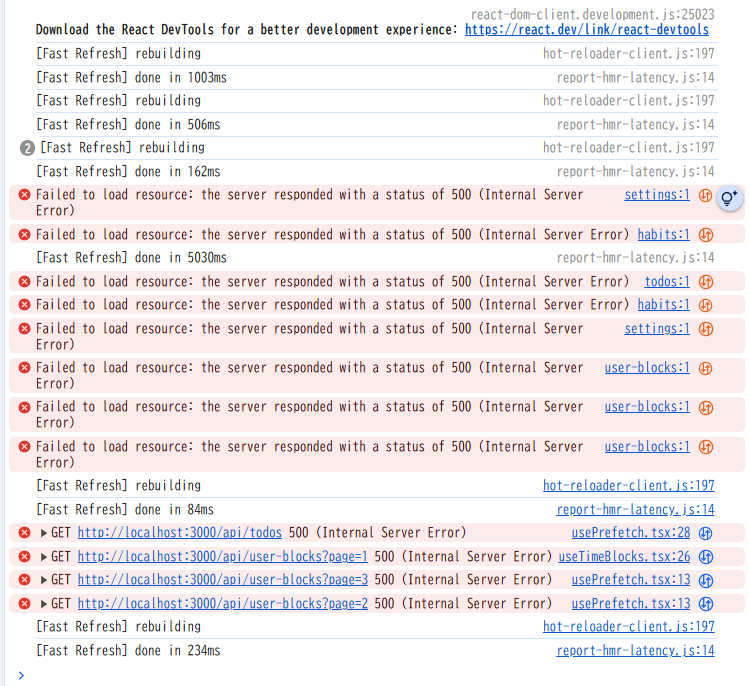 react-dom-client.development.js:25023
Download the React DevTools for a better development experience: https://react.dev/link/react-devtools
[Fast Refresh] rebuilding hot-reloader-client.js:197
[Fast Refresh] done in 1003ms report-hmr-latency.js:14
[Fast Refresh] rebuilding hot-reloader-client.js:197
[Fast Refresh] done in 506ms report-hmr-latency.js:14
2 [Fast Refresh] rebuilding hot-reloader-client.js:197
[Fast Refresh] done in 162ms report-hmr-latency.js:14
Failed to load resource: the server responded with a status of 500 (Internal Server settings:1
Error)
Failed to load resource: the server responded with a status of 500 (Internal Server Error) habits:1
[Fast Refresh] done in 5030ms report-hmr-latency.js:14
Failed to load resource: the server responded with a status of 500 (Internal Server Error) todos:1
Failed to load resource: the server responded with a status of 500 (Internal Server Error) habits:1
Failed to load resource: the server responded with a status of 500 (Internal Server settings:1
Error)
Failed to load resource: the server responded with a status of 500 (Internal Server user-blocks:1
Error)
Failed to load resource: the server responded with a status of 500 (Internal Server user-blocks:1
Error)
Failed to load resource: the server responded with a status of 500 (Internal Server user-blocks:1
Error)
[Fast Refresh] rebuilding hot-reloader-client.js:197
[Fast Refresh] done in 84ms report-hmr-latency.js:14
GET http://localhost:3000/api/todos 500 (Internal Server Error) usePrefetch.tsx:28
GET http://localhost:3000/api/user-blocks?page=1 500 (Internal Server Error) useTimeBlocks.tsx:26
GET http://localhost:3000/api/user-blocks?page=3 500 (Internal Server Error) usePrefetch.tsx:13
GET http://localhost:3000/api/user-blocks?page=2 500 (Internal Server Error) usePrefetch.tsx:13
[Fast Refresh] rebuilding hot-reloader-client.js:197
[Fast Refresh] done in 234ms report-hmr-latency.js:14